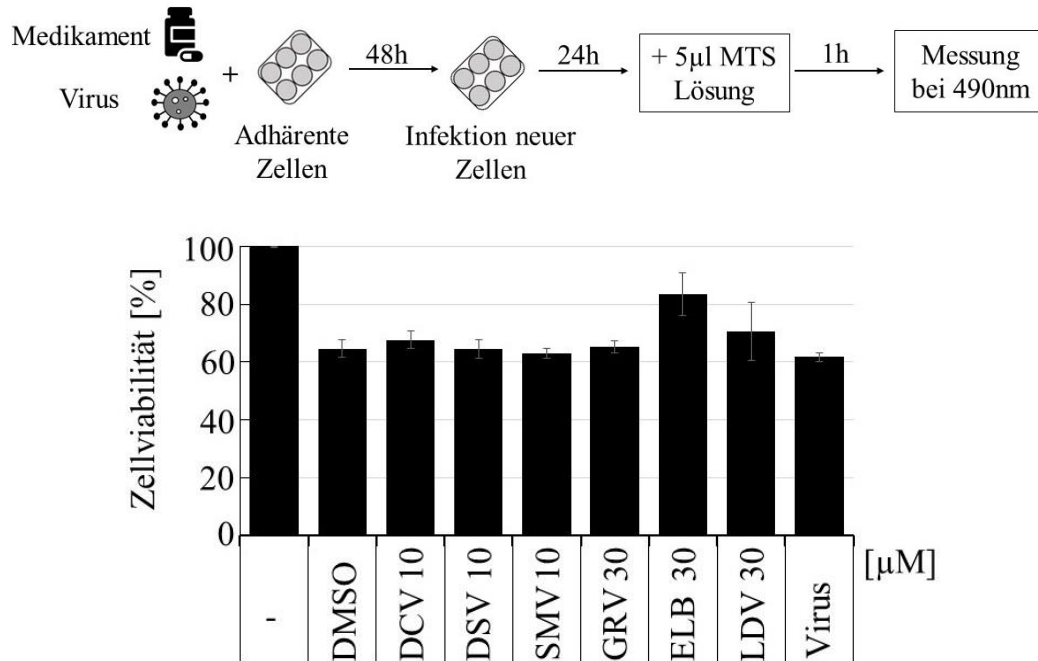 Medikament
Virus
+
Adhärente
Zellen
48h
Infektion neuer
Zellen
24h
+ 5µl MTS
Lösung
1h
Messung
bei 490nm
Zellviabilität [%]
100
80
60
40
20
0
-
DMSO
DCV 10
DSV 10
SMV 10
GRV 30
ELB 30
LDV 30
Virus
[µM]